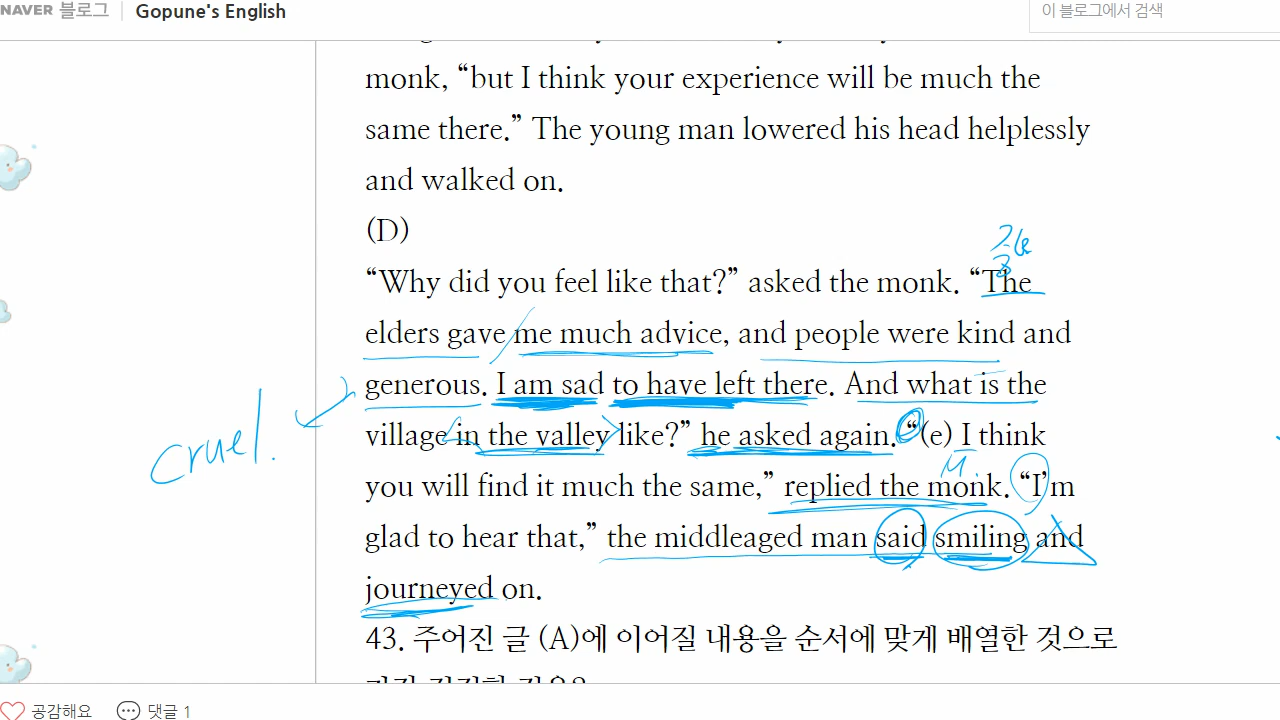 NAVER 블로그 Gopune's English 이 블로그에서 검색
monk, “but I think your experience will be much the
same there.” The young man lowered his head helplessly
and walked on.
(D)
“Why did you feel like that?” asked the monk. “The
elders gave me much advice, and people were kind and
generous. I am sad to have left there. And what is the
village in the valley like?” he asked again. “(e) I think
cruel.
M.
you will find it much the same,” replied the monk. “I’m
glad to hear that,” the middleaged man said smiling and
journeyed on.
43. 주어진 글 (A)에 이어질 내용을 순서에 맞게 배열한 것으로
공감해요 댓글 1